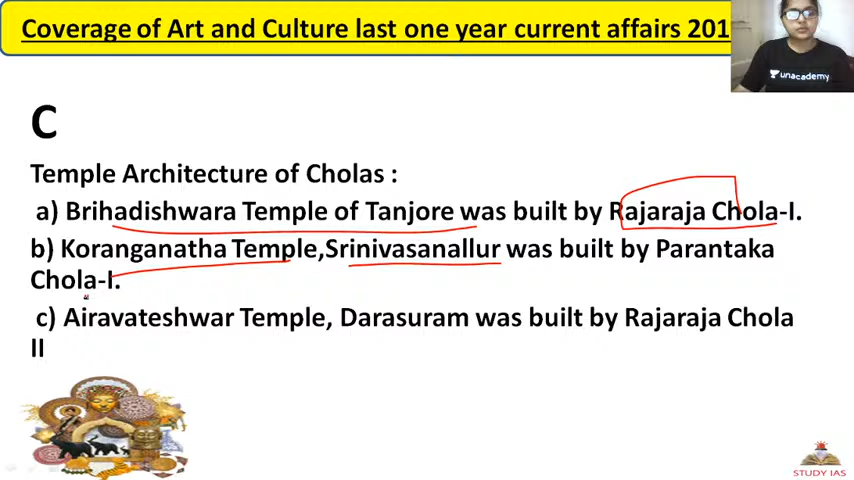 Coverage of Art and Culture last one year current affairs 201
unacademy
C
Temple Architecture of Cholas :
a) Brihadishwara Temple of Tanjore was built by Rajaraja Chola-I.
b) Koranganatha Temple,Srinivasanallur was built by Parantaka
Chola-I.
c) Airavateshwar Temple, Darasuram was built by Rajaraja Chola
II
STUDY IAS